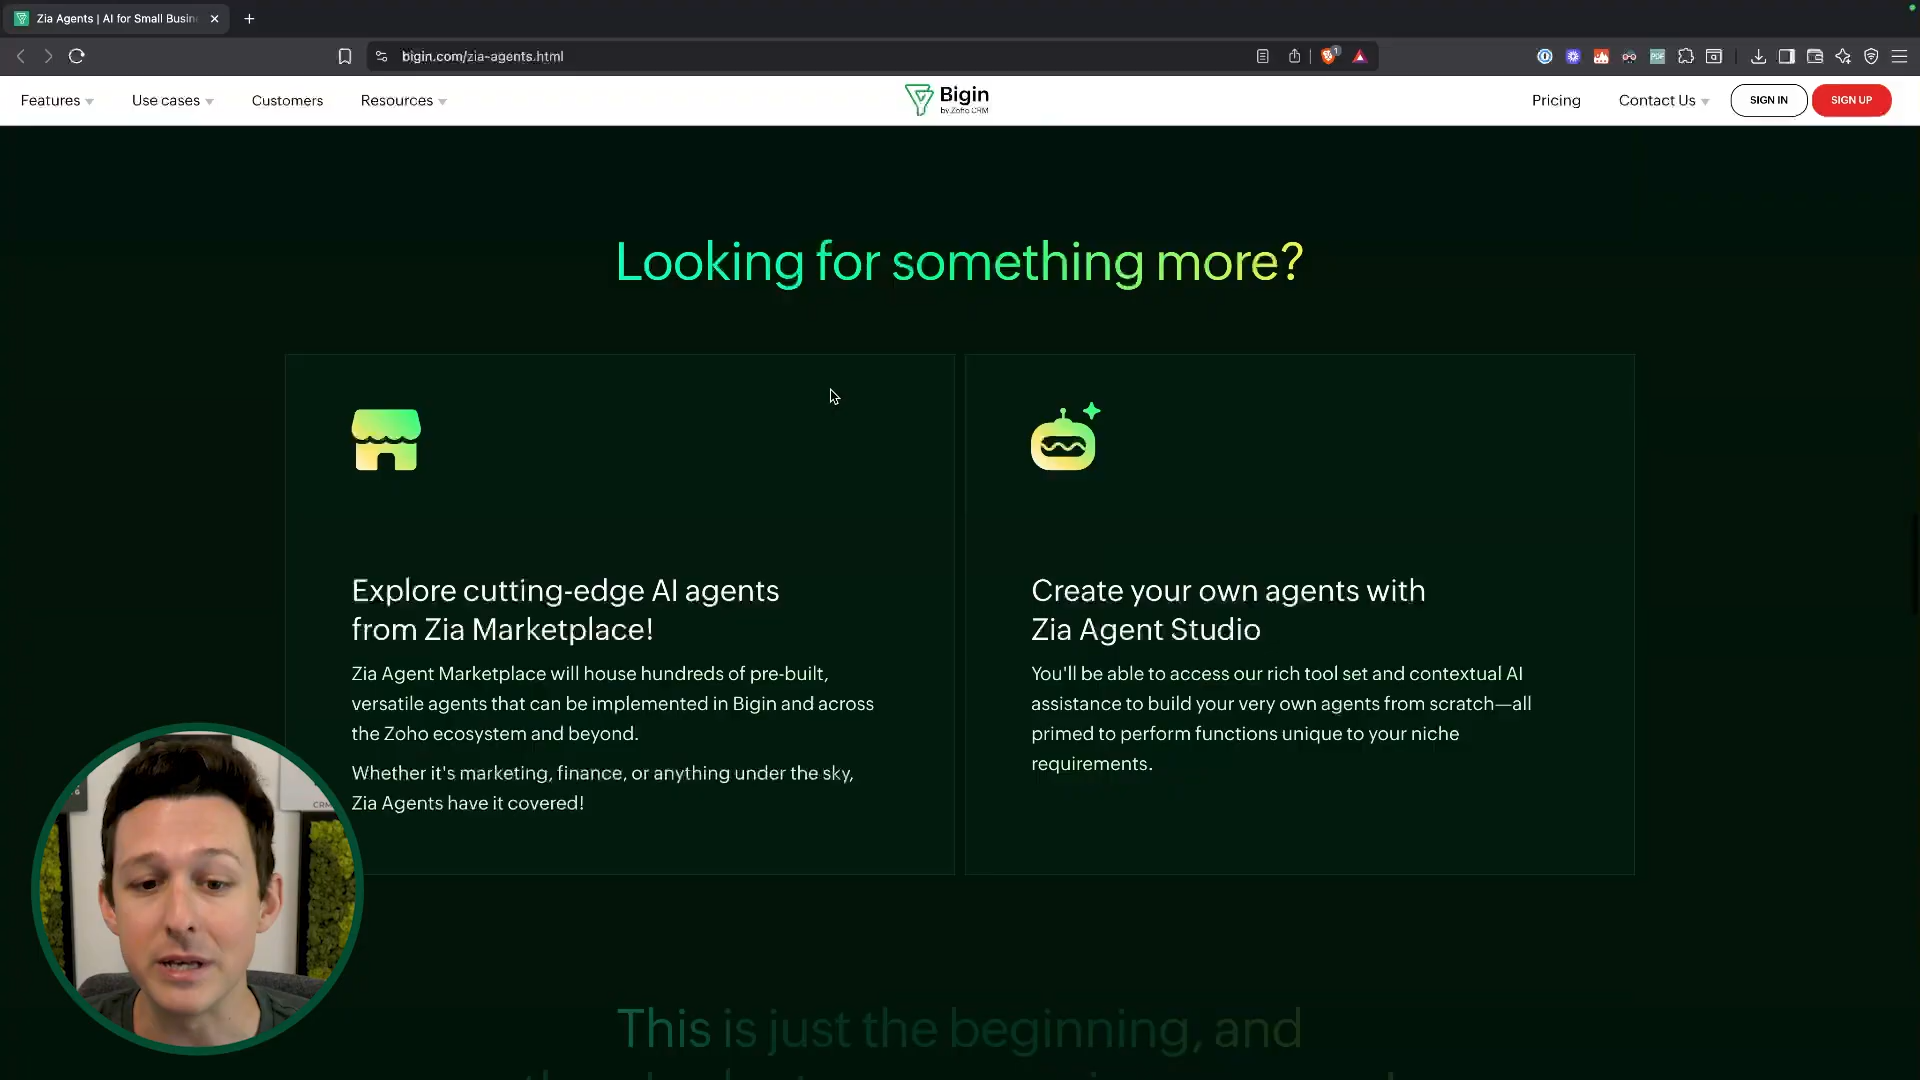 Zia Agents | AI for Small Busin
bigin.com/zia-agents.html
1
PDF
Features
Use cases
Customers
Resources
Bigin
by Zoho CRM
Pricing
Contact Us
SIGN IN
SIGN UP
Looking for something more?
Explore cutting-edge AI agents
from Zia Marketplace!
Zia Agent Marketplace will house hundreds of pre-built,
versatile agents that can be implemented in Bigin and across
the Zoho ecosystem and beyond.
Whether it's marketing, finance, or anything under the sky,
Zia Agents have it covered!
Create your own agents with
Zia Agent Studio
You'll be able to access our rich tool set and contextual AI
assistance to build your very own agents from scratch—all
primed to perform functions unique to your niche
requirements.
CRM
This is just the beginning, and